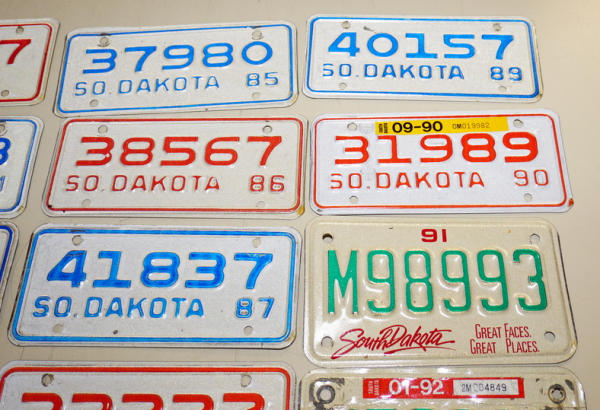 7
37980
SO. DAKOTA 85
40157
SO. DAKOTA 89
38567
SO. DAKOTA 86
09-90
31989
SO. DAKOTA 90
41837
SO. DAKOTA 87
91
M98993
South Dakota
GREAT FACES.
GREAT PLACES.
01-92